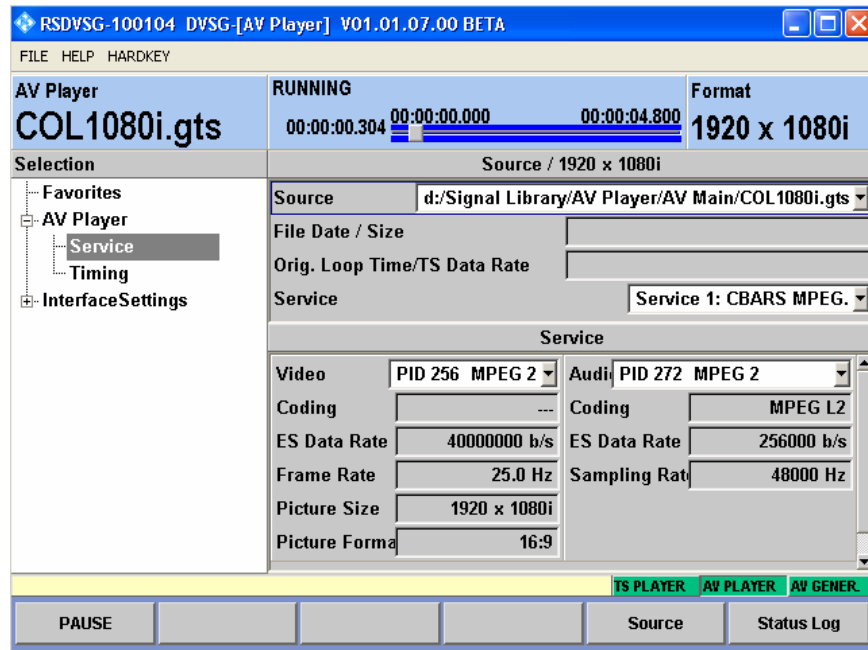 RSDVSG-100104 DVSG-[AV Player] V01.01.07.00 BETA
FILE HELP HARDKEY
AV Player
COL1080i.gts
RUNNING
00:00:00.304
00:00:00.000
00:00:04.800
Format
1920 x 1080i
Selection
Favorites
AV Player
Service
Timing
InterfaceSettings
Source / 1920 x 1080i
Source d:/Signal Library/AV Player/AV Main/COL1080i.gts
File Date / Size
Orig. Loop Time/TS Data Rate
Service Service 1: CBARS MPEG.
Service
Video PID 256 MPEG 2
Coding ---
ES Data Rate 40000000 b/s
Frame Rate 25.0 Hz
Picture Size 1920 x 1080i
Picture Forma 16:9
Audi PID 272 MPEG 2
Coding MPEG L2
ES Data Rate 256000 b/s
Sampling Rat 48000 Hz
TS PLAYER AV PLAYER AV GENER.
PAUSE Source Status Log